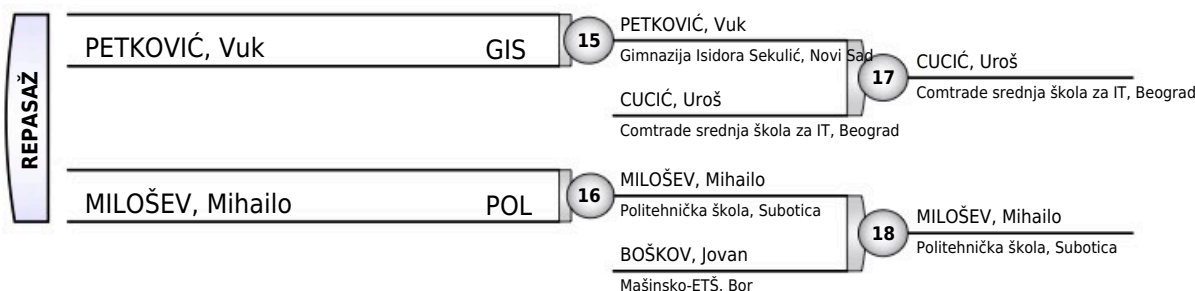 REPASAŽ
PETKOVIĆ, Vuk GIS
15
PETKOVIĆ, Vuk
Gimnazija Isidora Sekulić, Novi Sad
CUCIĆ, Uroš
Comtrade srednja škola za IT, Beograd
17
CUCIĆ, Uroš
Comtrade srednja škola za IT, Beograd
MILOŠEV, Mihailo POL
16
MILOŠEV, Mihailo
Politehnička škola, Subotica
BOŠKOV, Jovan
Mašinsko-ETŠ, Bor
18
MILOŠEV, Mihailo
Politehnička škola, Subotica